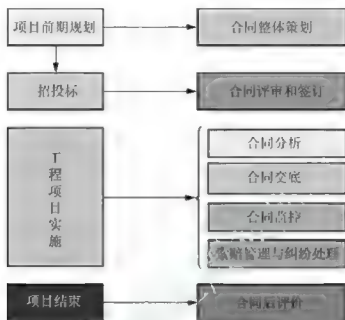 项目前期规划
合同整体策划
招投标
合同评审和签订
工程项目实施
合同分析
合同交底
合同监控
索赔管理与纠纷处理
项目结束
合同后评价